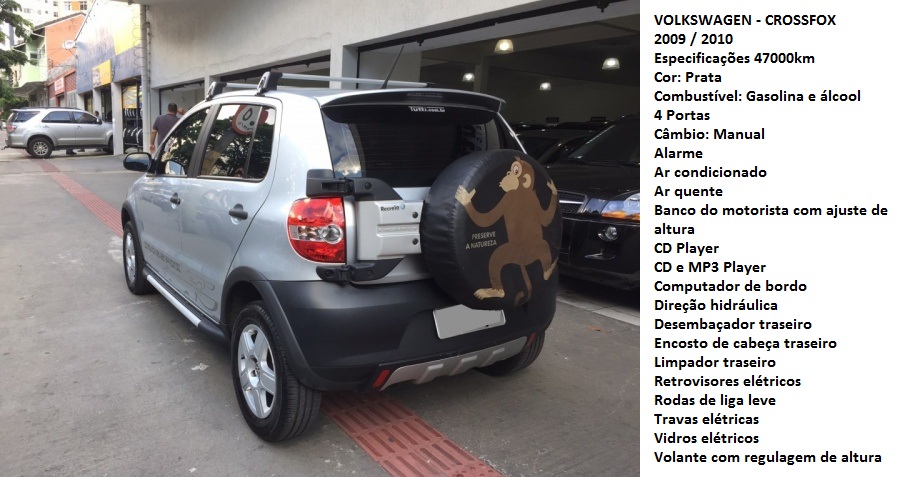 VOLKSWAGEN - CROSSFOX
2009 / 2010
Especificações 47000km
Cor: Prata
Combustível: Gasolina e álcool
4 Portas
Câmbio: Manual
Alarme
Ar condicionado
Ar quente
Banco do motorista com ajuste de
altura
CD Player
CD e MP3 Player
Computador de bordo
Direção hidráulica
Desembaçador traseiro
Encosto de cabeça traseiro
Limpador traseiro
Retrovisores elétricos
Rodas de liga leve
Travas elétricas
Vidros elétricos
Volante com regulagem de altura
PRESERVE
A NATUREZA